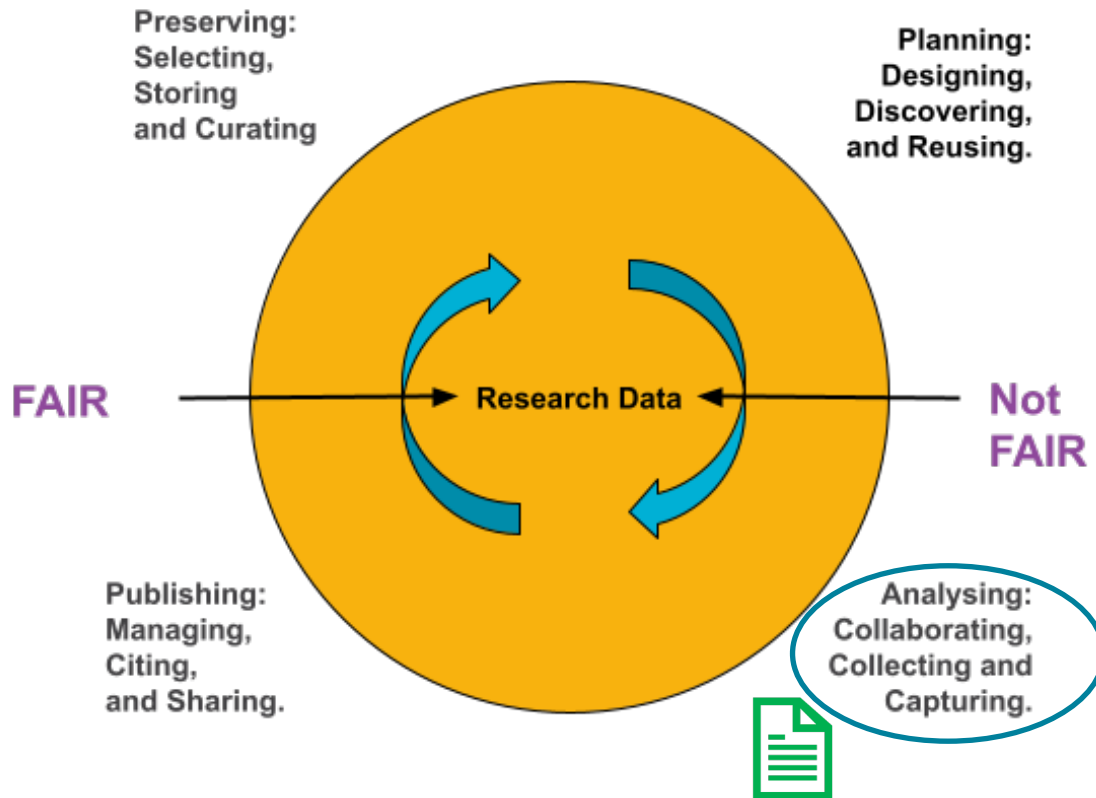 Preserving:
Selecting,
Storing
and Curating
Planning:
Designing,
Discovering,
and Reusing.
FAIR
Research Data
Not
FAIR
Publishing:
Managing,
Citing,
and Sharing.
Analysing:
Collaborating,
Collecting and
Capturing.